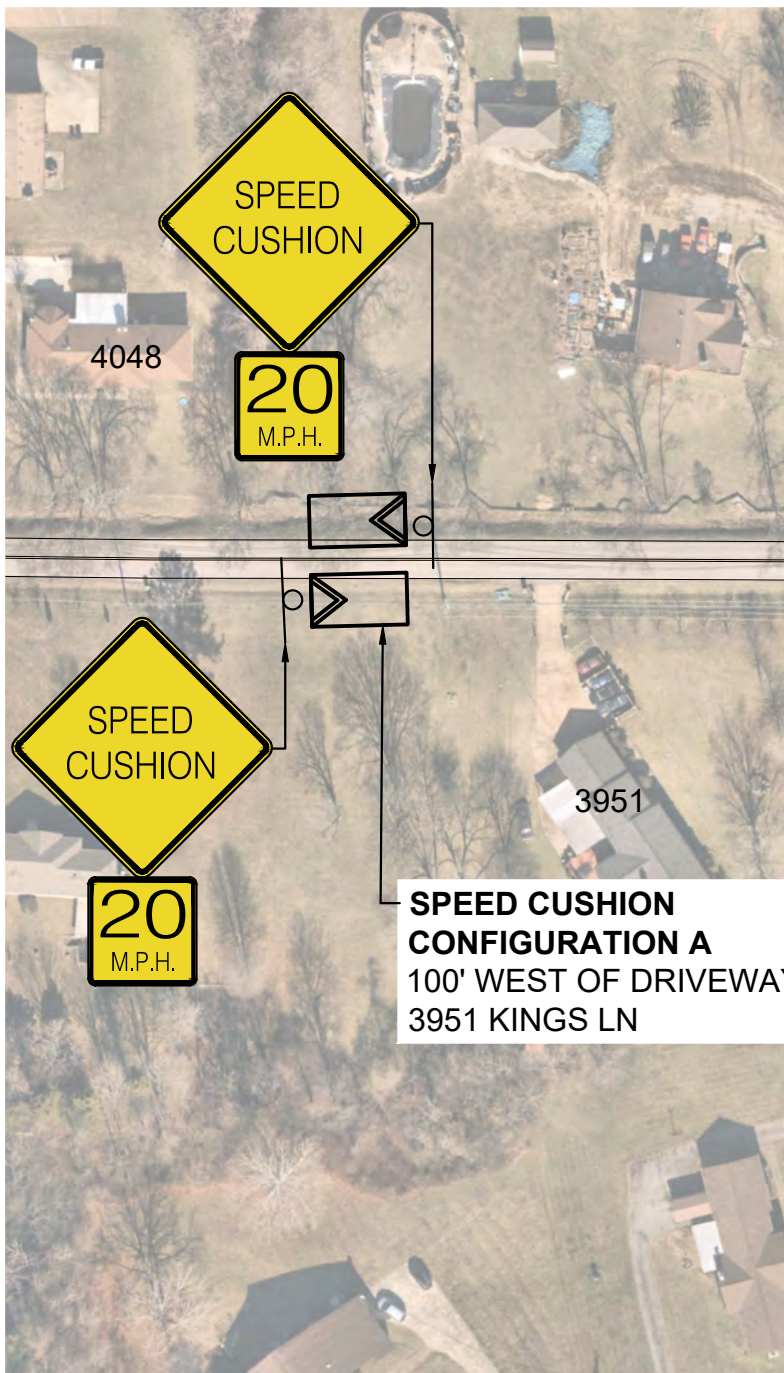 SPEED
CUSHION
4048
20
M.P.H.
SPEED
CUSHION
3951
20
M.P.H.
SPEED CUSHION
CONFIGURATION A
100' WEST OF DRIVEWAY
3951 KINGS LN